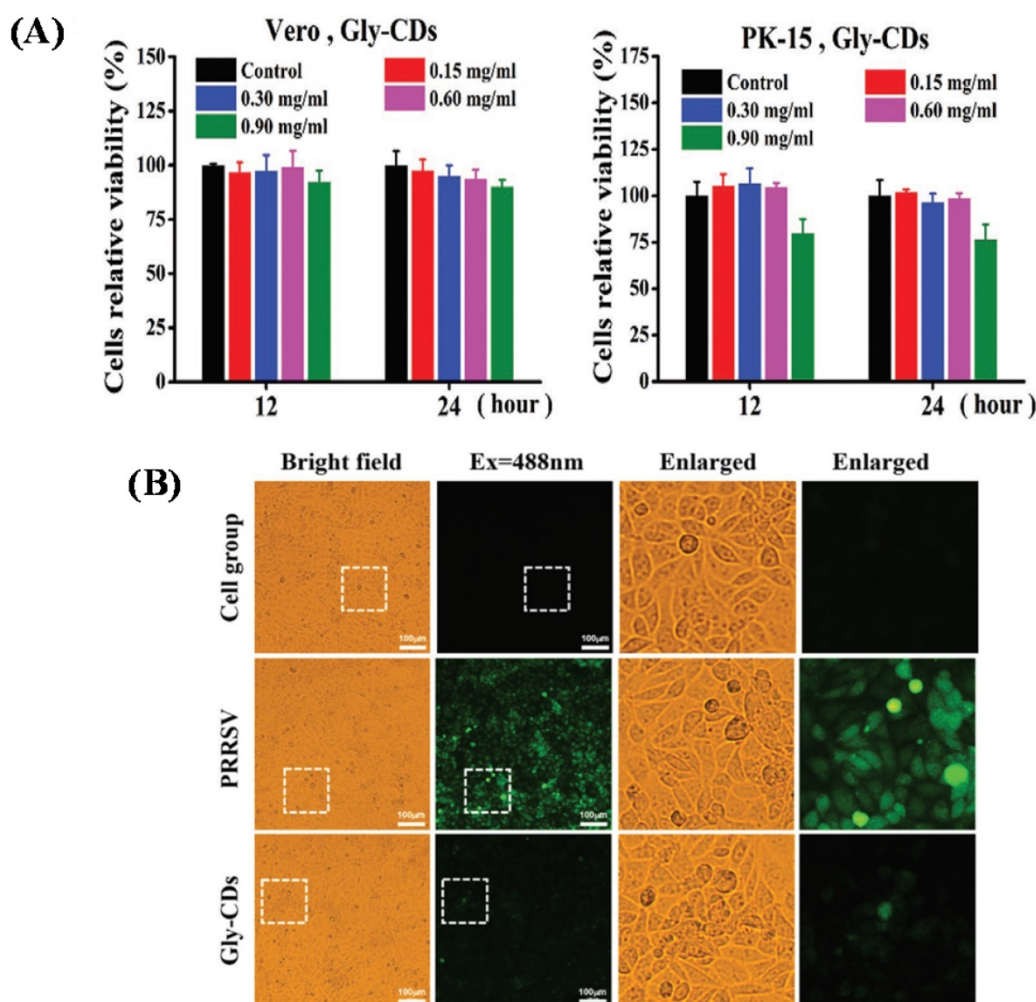 (A)
Vero , Gly-CDs
Cells relative viability (%)
150
125
100
75
50
25
0
Control
0.15 mg/ml
0.30 mg/ml
0.60 mg/ml
0.90 mg/ml
12
24
( hour )
PK-15 , Gly-CDs
Cells relative viability (%)
175
150
125
100
75
50
25
0
Control
0.15 mg/ml
0.30 mg/ml
0.60 mg/ml
0.90 mg/ml
12
24
( hour )
(B)
Bright field
Ex=488nm
Enlarged
Enlarged
Cell group
100μm
100μm
PRRSV
100μm
100μm
Gly-CDs
100μm
100μm